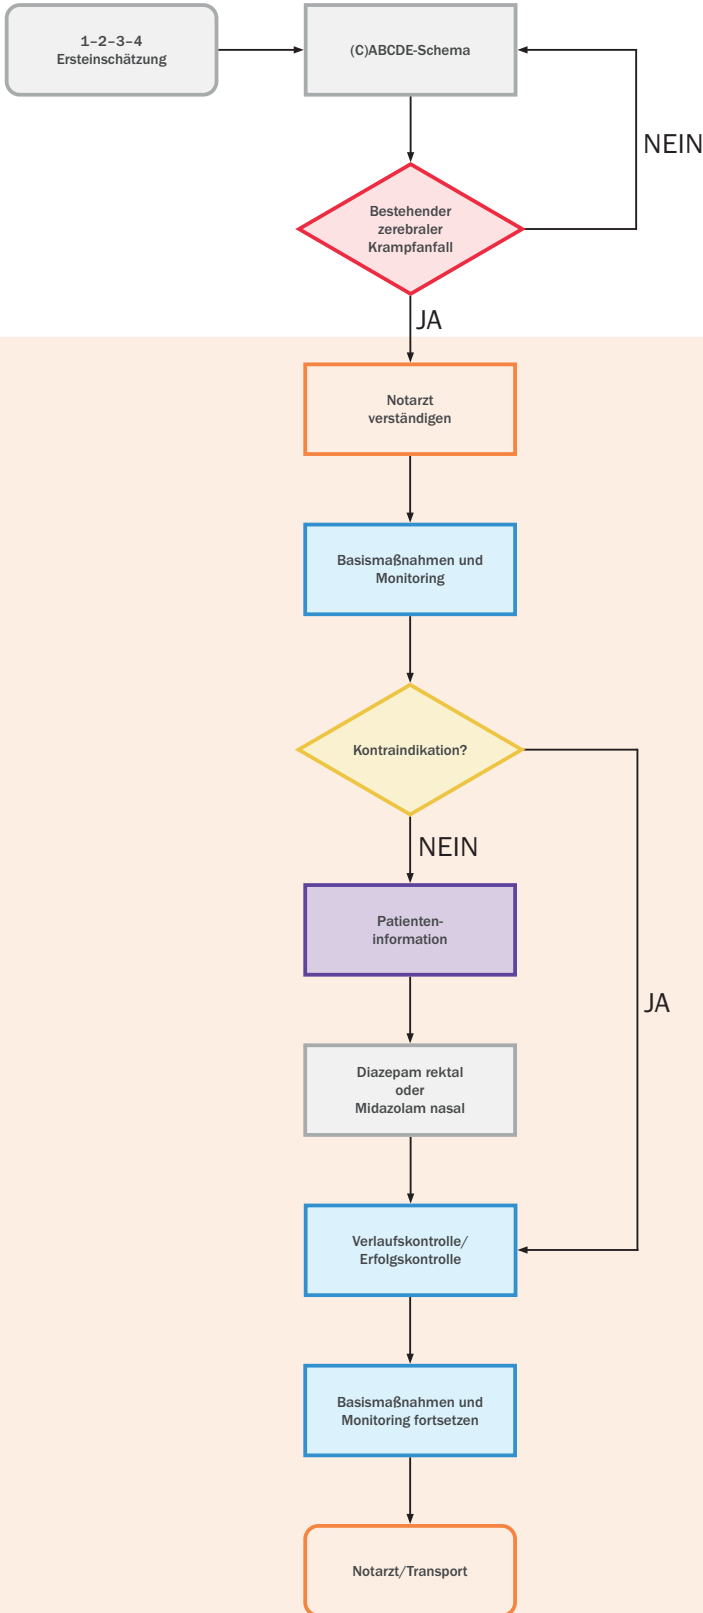 1–2–3–4
Ersteinschätzung
(C)ABCDE-Schema
NEIN
Bestehender
zerebraler
Krampfanfall
JA
Notarzt
verständigen
Basismaßnahmen und
Monitoring
Kontraindikation?
NEIN
Patienten-
information
JA
Diazepam rektal
oder
Midazolam nasal
Verlaufskontrolle/
Erfolgskontrolle
Basismaßnahmen und
Monitoring fortsetzen
Notarzt/Transport